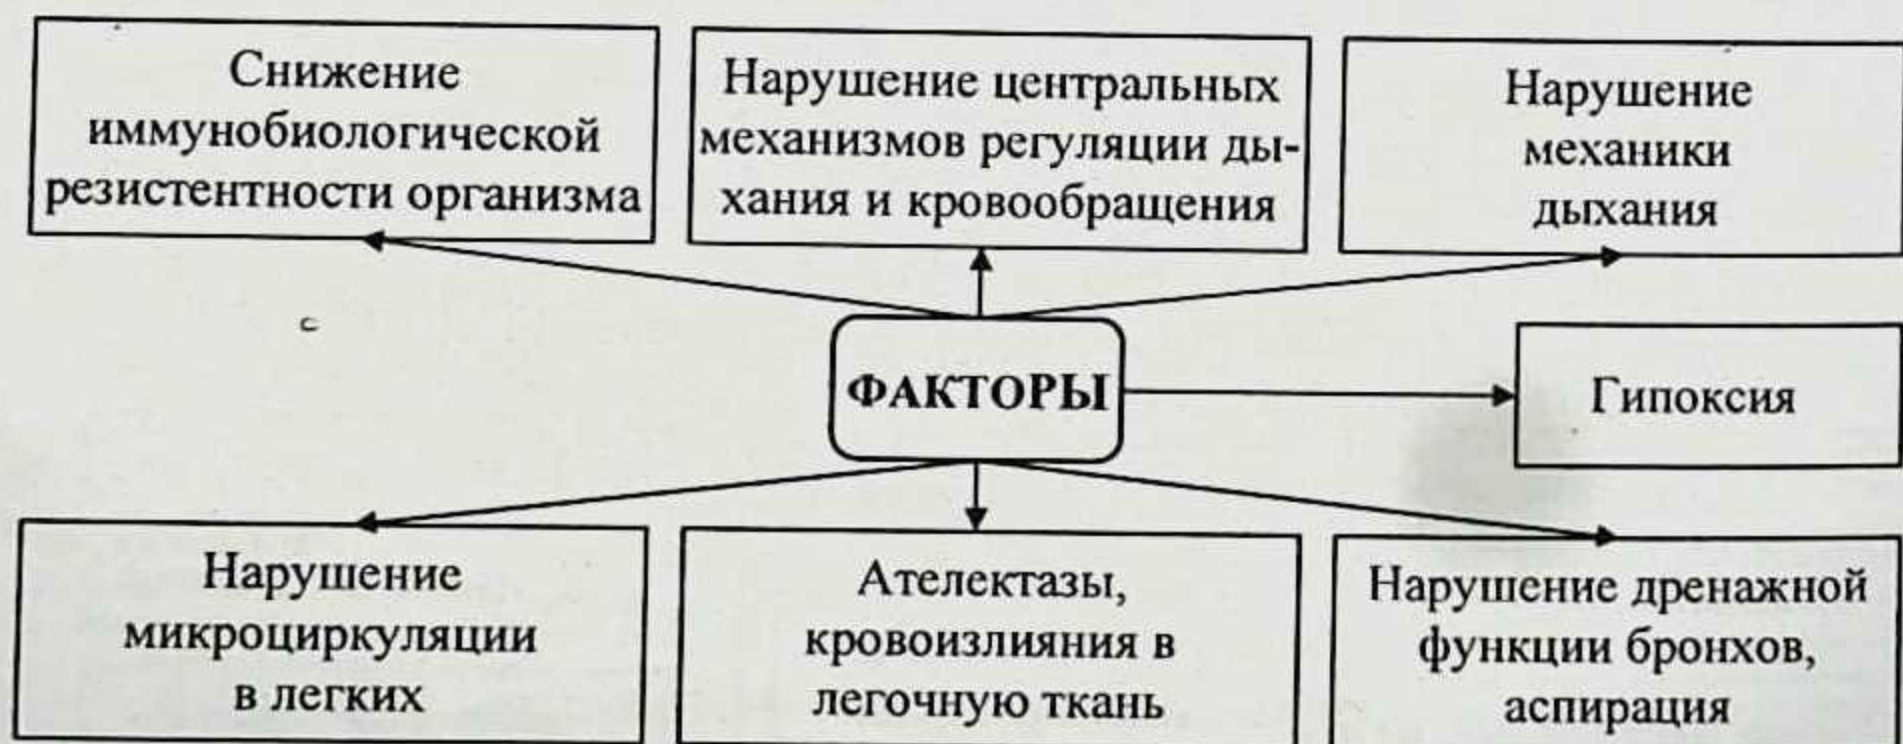 Снижение
иммунобиологической
резистентности организма
Нарушение центральных
механизмов регуляции ды-
хания и кровообращения
Нарушение
механики
дыхания
ФАКТОРЫ
Гипоксия
Нарушение
микроциркуляции
в легких
Ателектазы,
кровоизлияния в
легочную ткань
Нарушение дренажной
функции бронхов,
аспирация